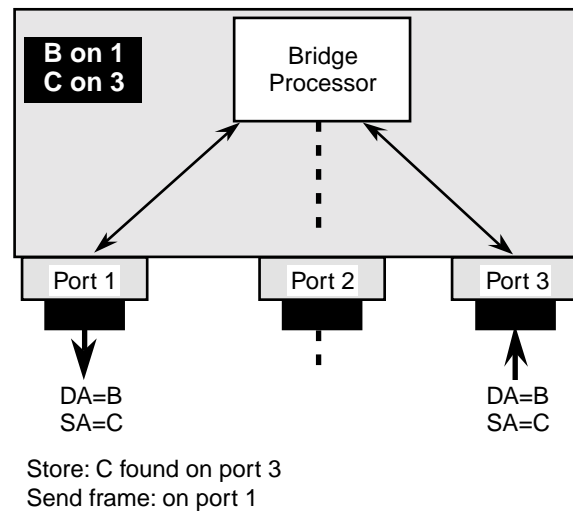 B on 1
C on 3
Bridge
Processor
Port 1
Port 2
Port 3
DA=B
SA=C
DA=B
SA=C
Store: C found on port 3
Send frame: on port 1